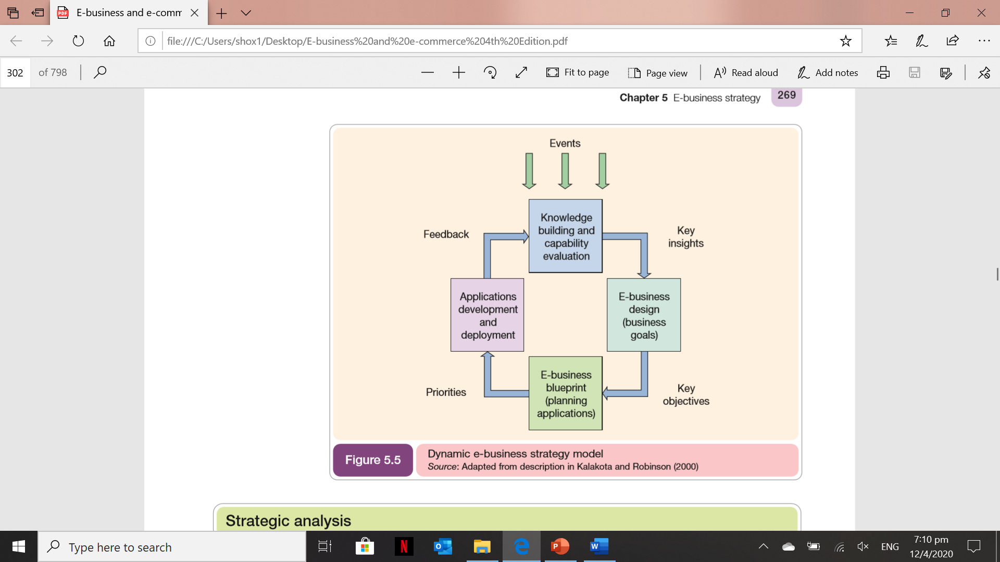 E-business and e-comm
file:///C:/Users/shox1/Desktop/E-business%20and%20e-commerce%204th%20Edition.pdf
302 of 798
Fit to page
Page view
Read aloud
Add notes
Chapter 5 E-business strategy 269
Events
Knowledge
building and
capability
evaluation
Feedback
Key
insights
Applications
development
and
deployment
E-business
design
(business
goals)
E-business
blueprint
(planning
applications)
Priorities
Key
objectives
Figure 5.5
Dynamic e-business strategy model
Source: Adapted from description in Kalakota and Robinson (2000)
Strategic analysis
Type here to search
ENG
7:10 pm
12/4/2020